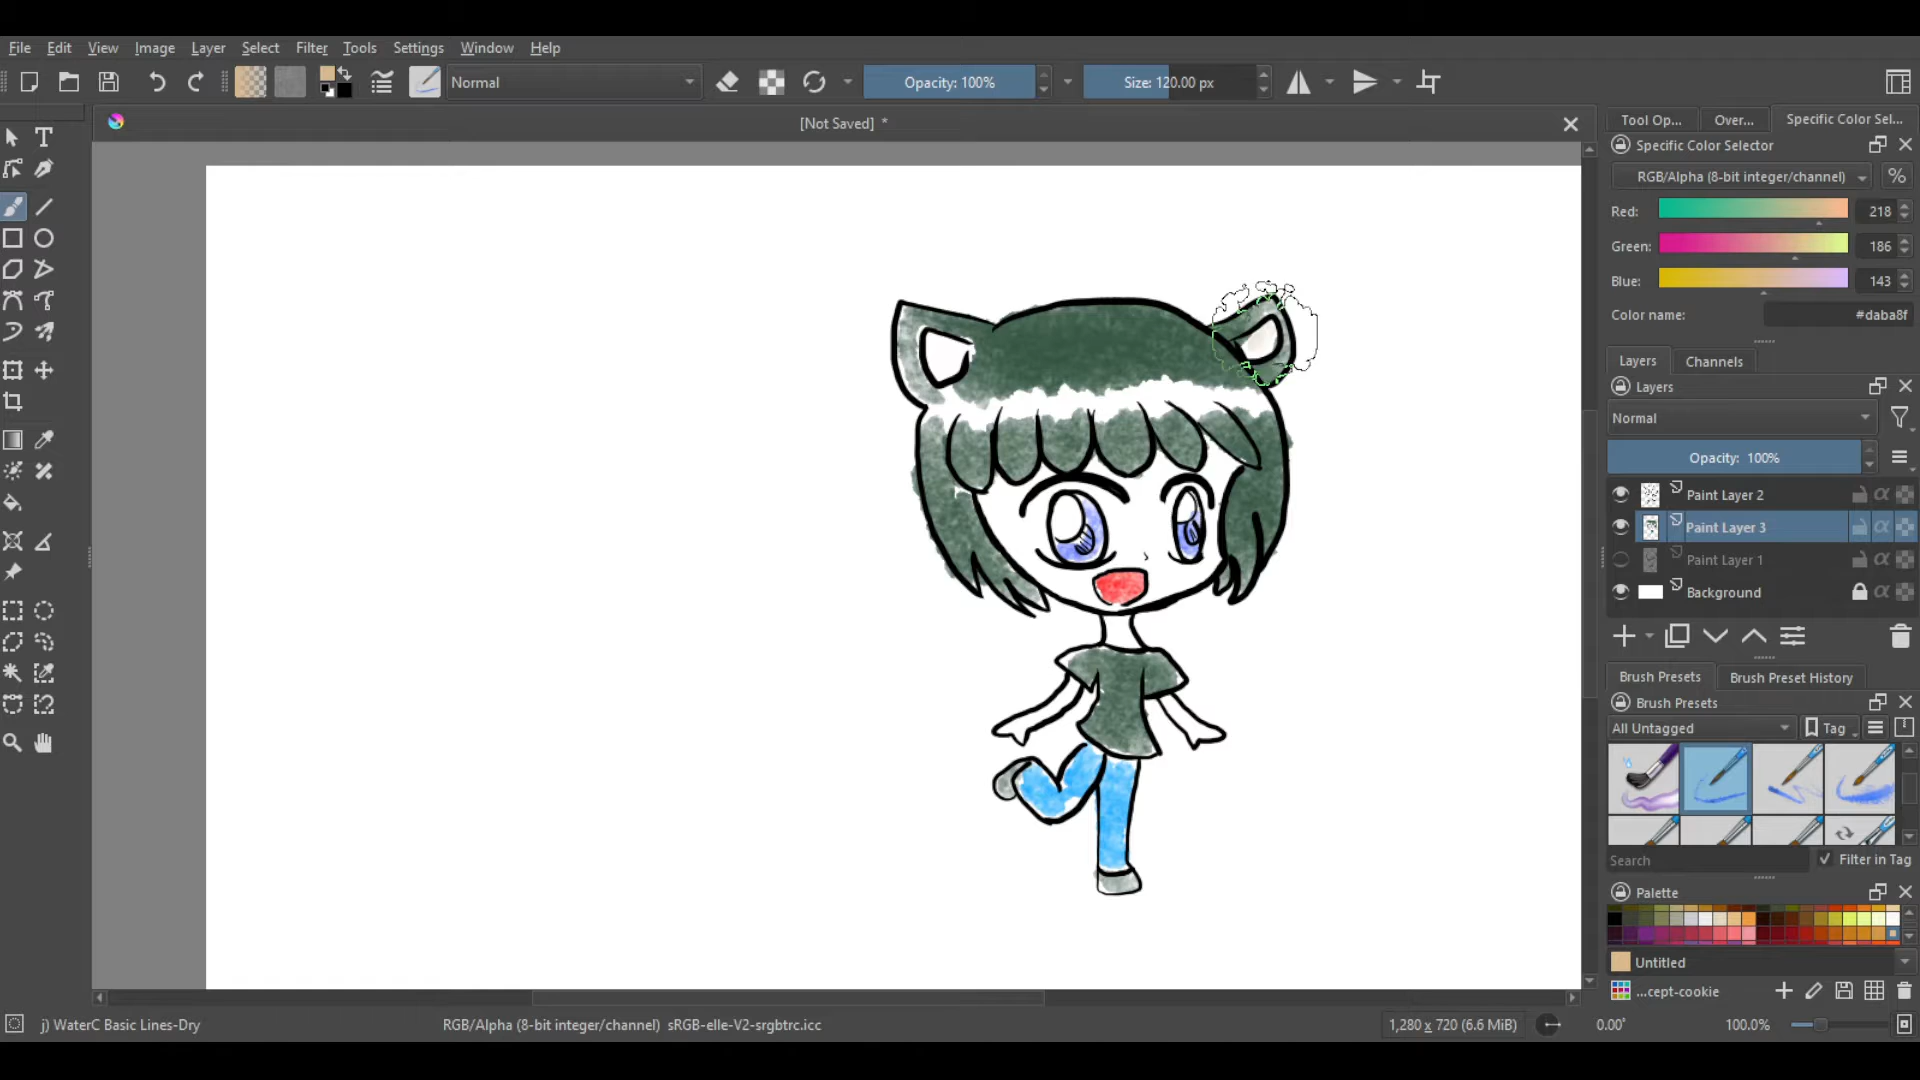 File Edit View Image Layer Select Filter Tools Settings Window Help
Normal
Opacity: 100%
Size: 120.00 px
[Not Saved] *
Tool Op...
Over...
Specific Color Sel...
Specific Color Selector
RGB/Alpha (8-bit integer/channel)
%
Red: 218
Green: 186
Blue: 143
Color name: #daba8f
Layers
Channels
Layers
Normal
Opacity: 100%
Paint Layer 2
Paint Layer 3
Paint Layer 1
Background
Brush Presets
Brush Preset History
Brush Presets
All Untagged
Tag
Search
Filter in Tag
Palette
Untitled
...cept-cookie
j) WaterC Basic Lines-Dry
RGB/Alpha (8-bit integer/channel) sRGB-elle-V2-srgbtrc.icc
1,280 x 720 (6.6 MiB)
0.00°
100.0%